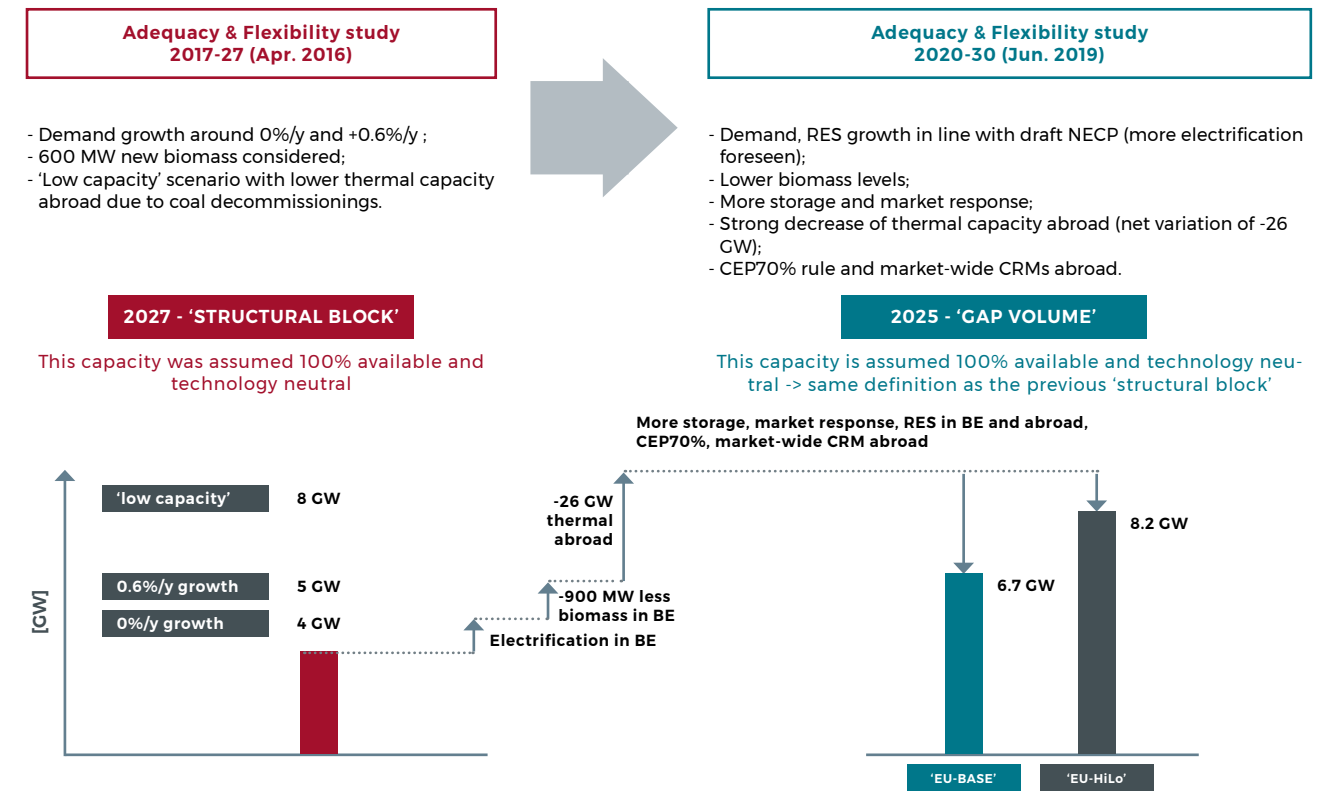 Adequacy & Flexibility study
2017-27 (Apr. 2016)
- Demand growth around 0%/y and +0.6%/y ;
- 600 MW new biomass considered;
- ‘Low capacity’ scenario with lower thermal capacity
abroad due to coal decommissionings.
2027 - ‘STRUCTURAL BLOCK’
This capacity was assumed 100% available and
technology neutral
Adequacy & Flexibility study
2020-30 (Jun. 2019)
- Demand, RES growth in line with draft NECP (more electrification
foreseen);
- Lower biomass levels;
- More storage and market response;
- Strong decrease of thermal capacity abroad (net variation of -26
GW);
- CEP70% rule and market-wide CRMs abroad.
2025 - ‘GAP VOLUME’
This capacity is assumed 100% available and technology neu-
tral -> same definition as the previous ‘structural block’
More storage, market response, RES in BE and abroad,
CEP70%, market-wide CRM abroad
[GW]
‘low capacity’ 8 GW
0.6%/y growth 5 GW
0%/y growth 4 GW
-26 GW
thermal
abroad
-900 MW less
biomass in BE
Electrification in BE
6.7 GW
8.2 GW
‘EU-BASE’
‘EU-HiLo’